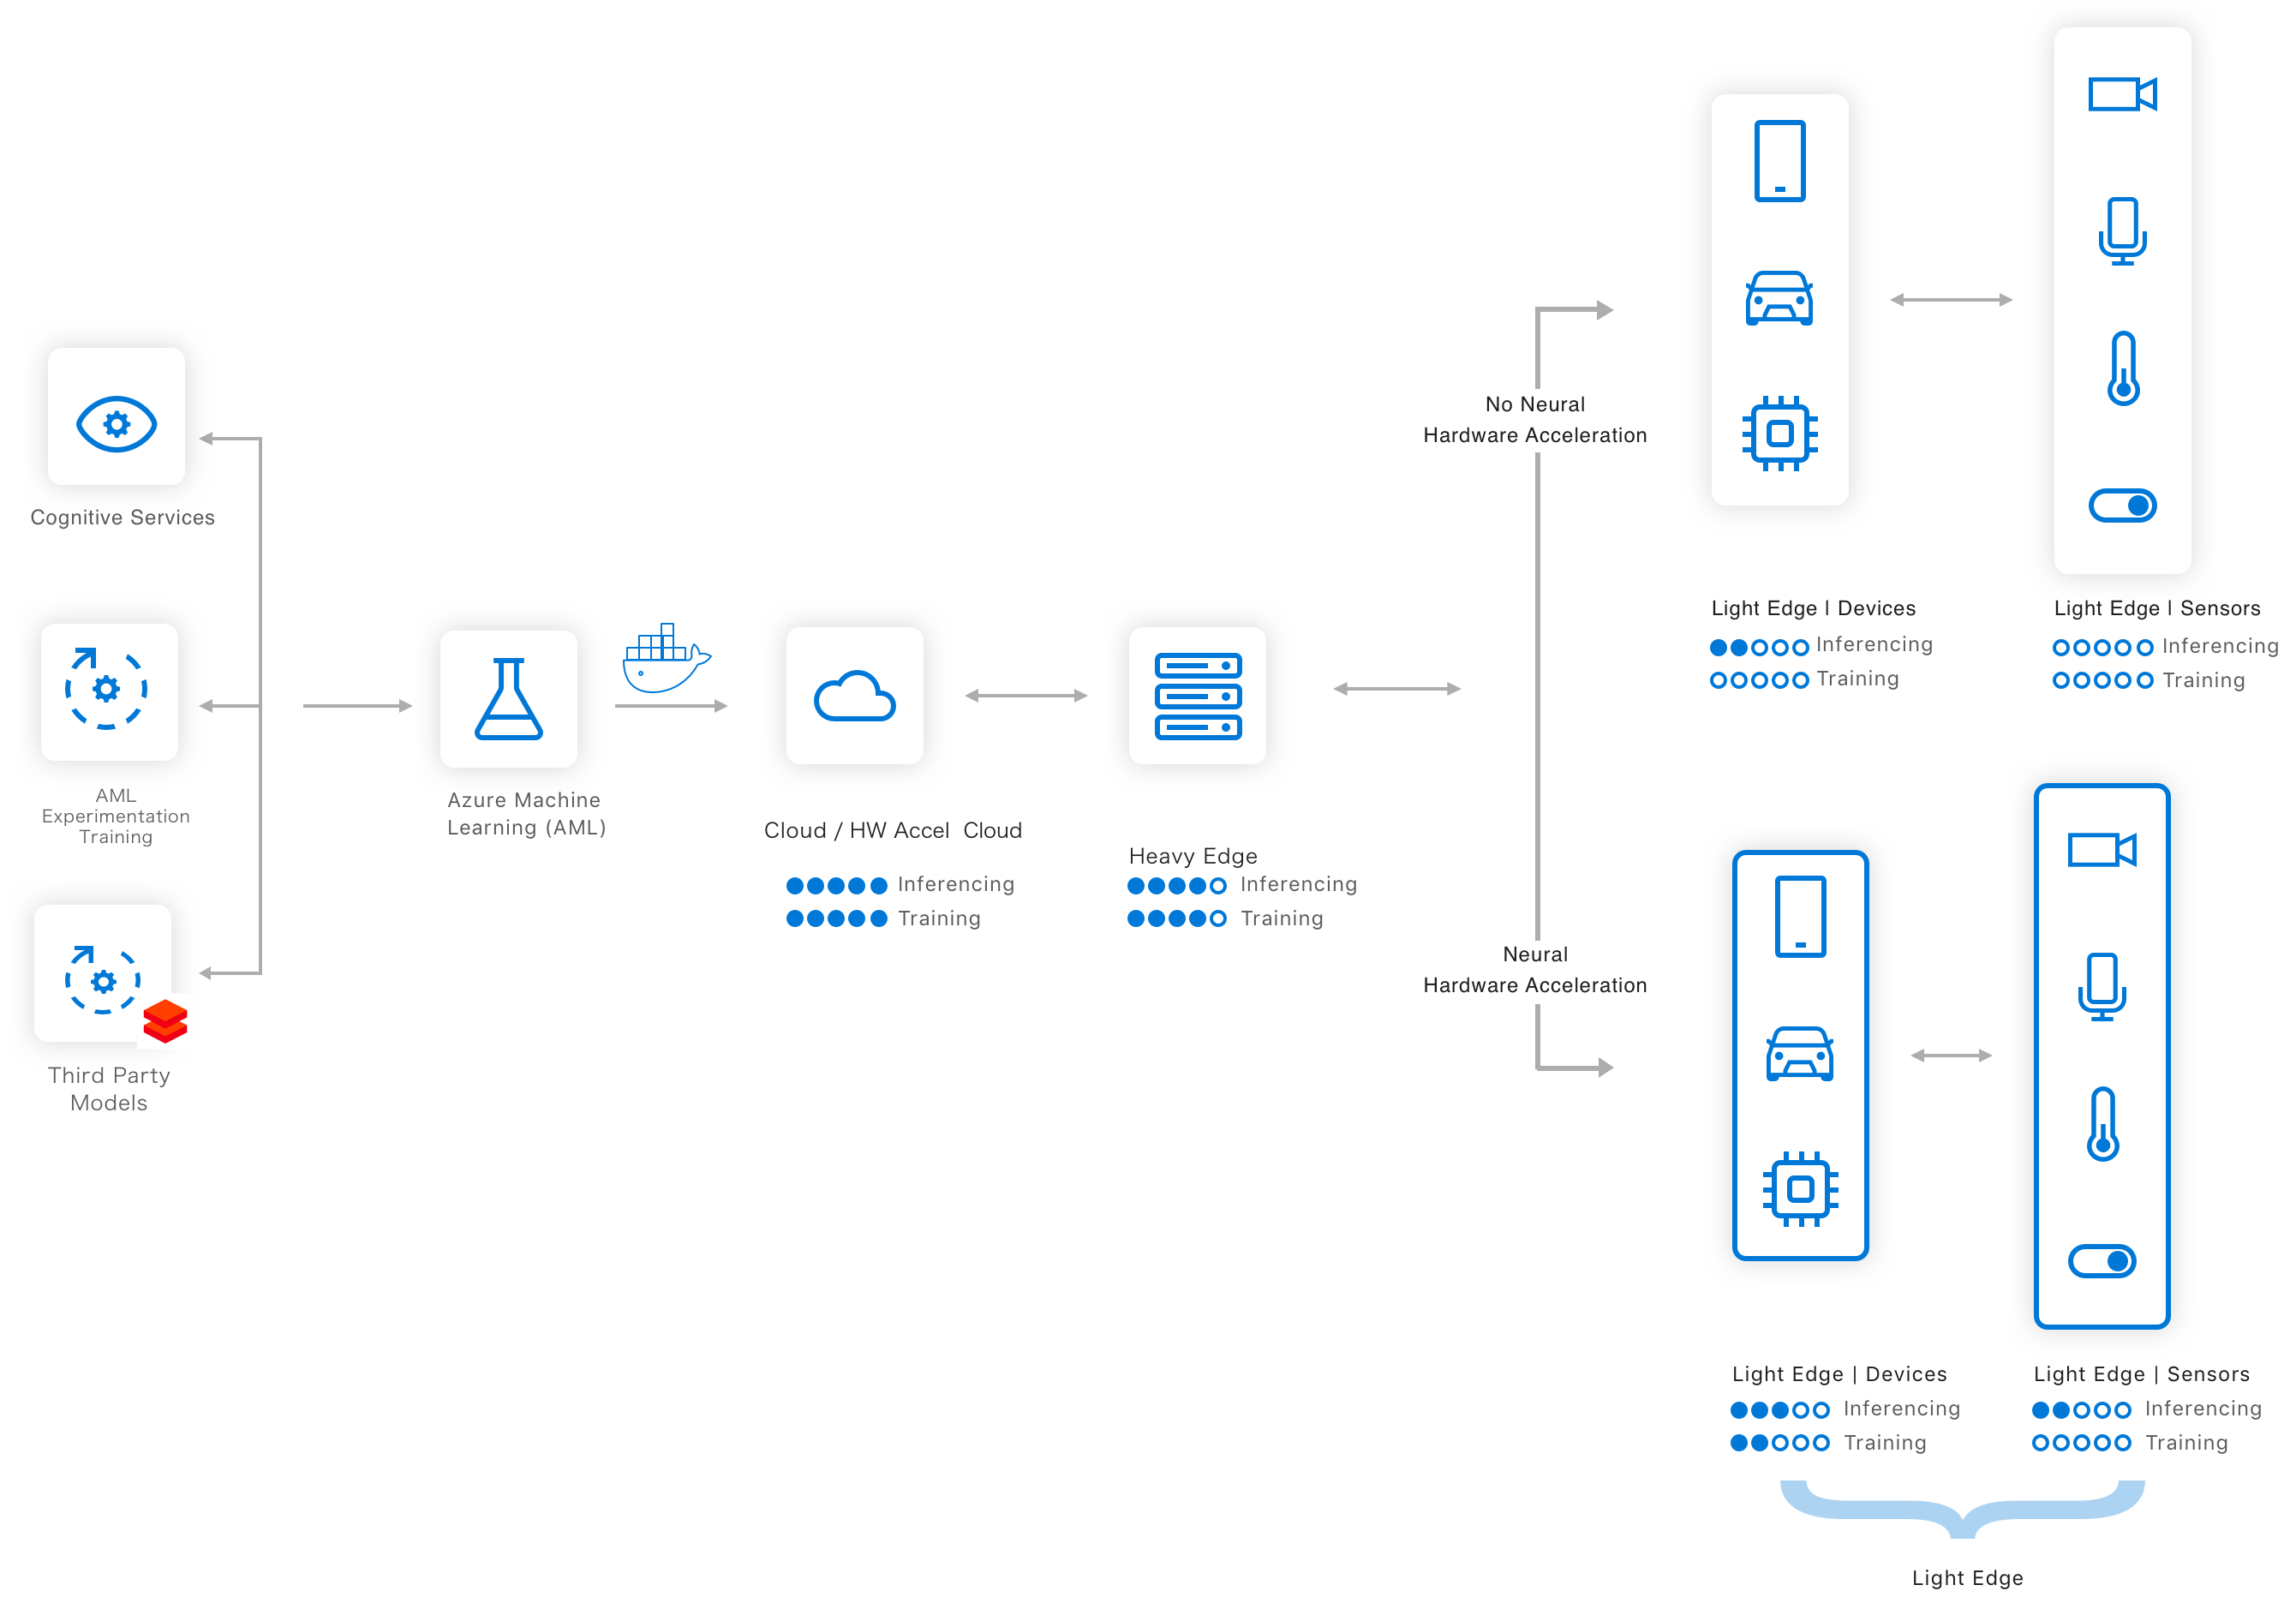 Cognitive Services
AML
Experimentation
Training
Third Party
Models
Azure Machine
Learning (AML)
Cloud / HW Accel Cloud
Inferencing
Training
Heavy Edge
Inferencing
Training
No Neural
Hardware Acceleration
Neural
Hardware Acceleration
Light Edge | Devices
Inferencing
Training
Light Edge | Sensors
Inferencing
Training
Light Edge | Devices
Inferencing
Training
Light Edge | Sensors
Inferencing
Training
Light Edge